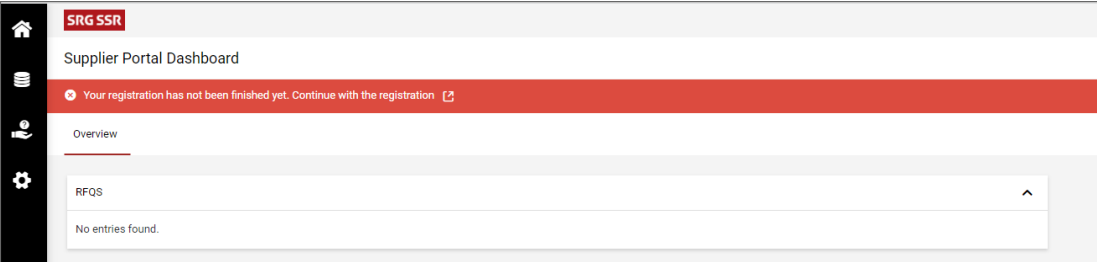 SRG SSR
Supplier Portal Dashboard
Your registration has not been finished yet. Continue with the registration
Overview
RFQS
No entries found.